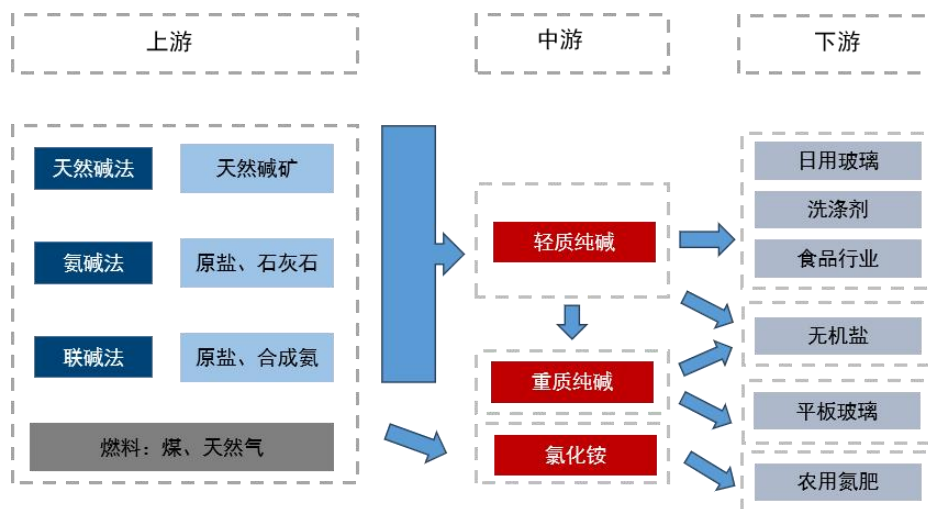 上游
中游
下游
天然碱法
天然碱矿
日用玻璃
洗涤剂
轻质纯碱
氨碱法
原盐、石灰石
食品行业
无机盐
联碱法
原盐、合成氨
重质纯碱
平板玻璃
燃料：煤、天然气
氯化铵
农用氮肥